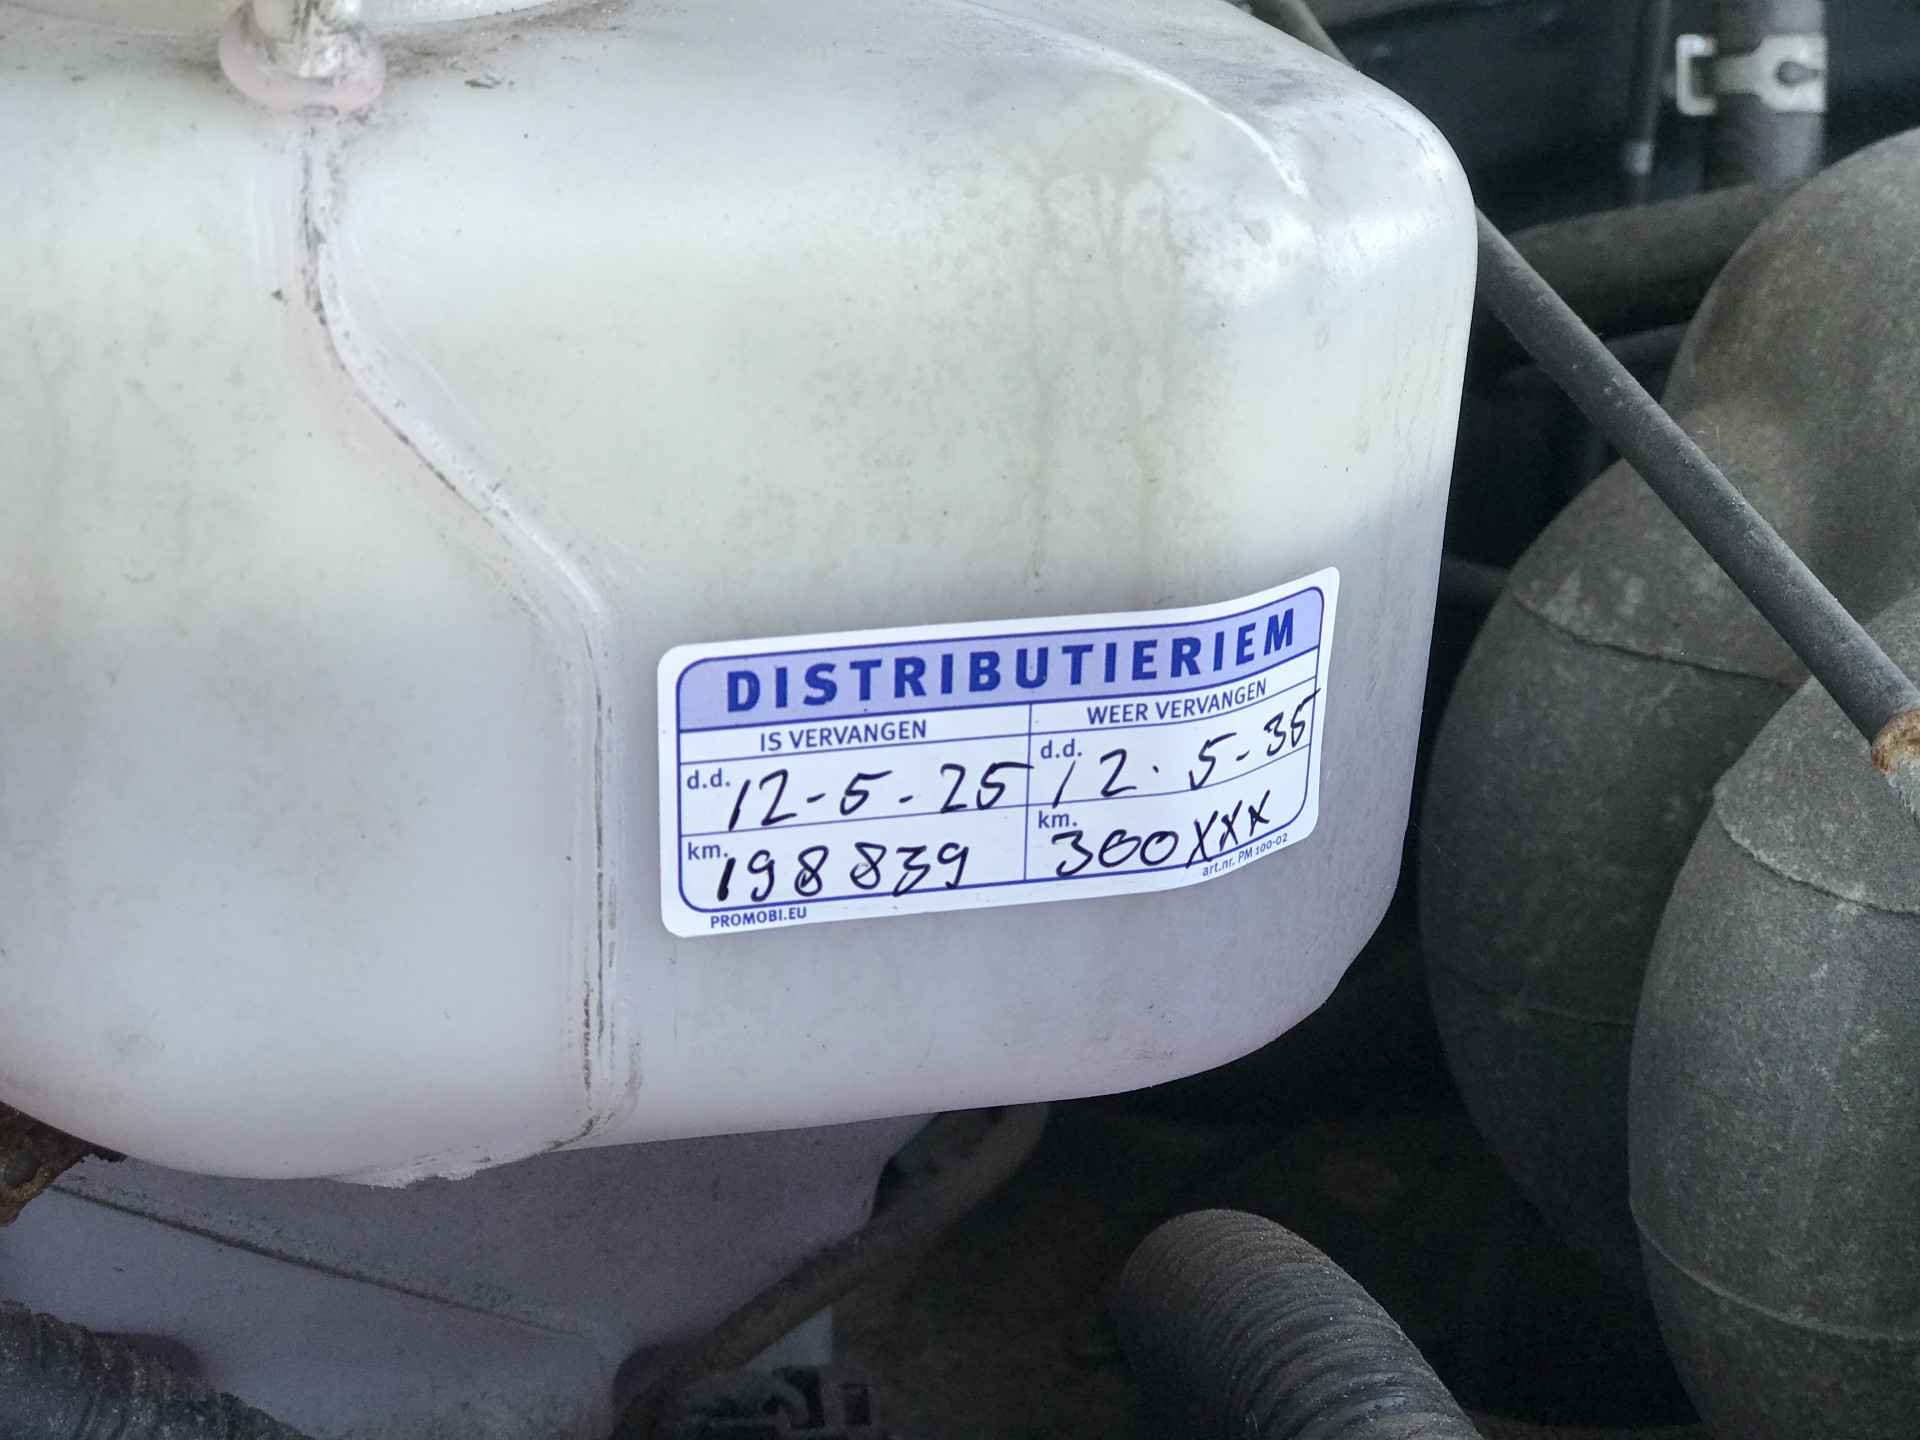 DISTRIBUTIERIEM
IS VERVANGEN
WEER VERVANGEN
d.d. 12-5-25
d.d. 12.5-35
km. 198839
km. 300XXX
PROMOBI.EU
art.nr. PM 100-02